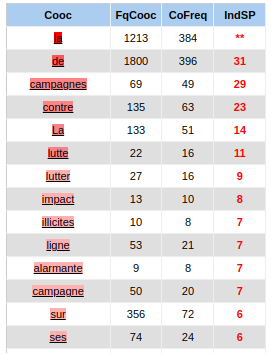 Cooc FqCooc CoFreq IndSP
la 1213 384 **
de 1800 396 31
campagnes 69 49 29
contre 135 63 23
La 133 51 14
lutte 22 16 11
lutter 27 16 9
impact 13 10 8
illicites 10 8 7
ligne 53 21 7
alarmante 9 8 7
campagne 50 20 7
sur 356 72 6
ses 74 24 6